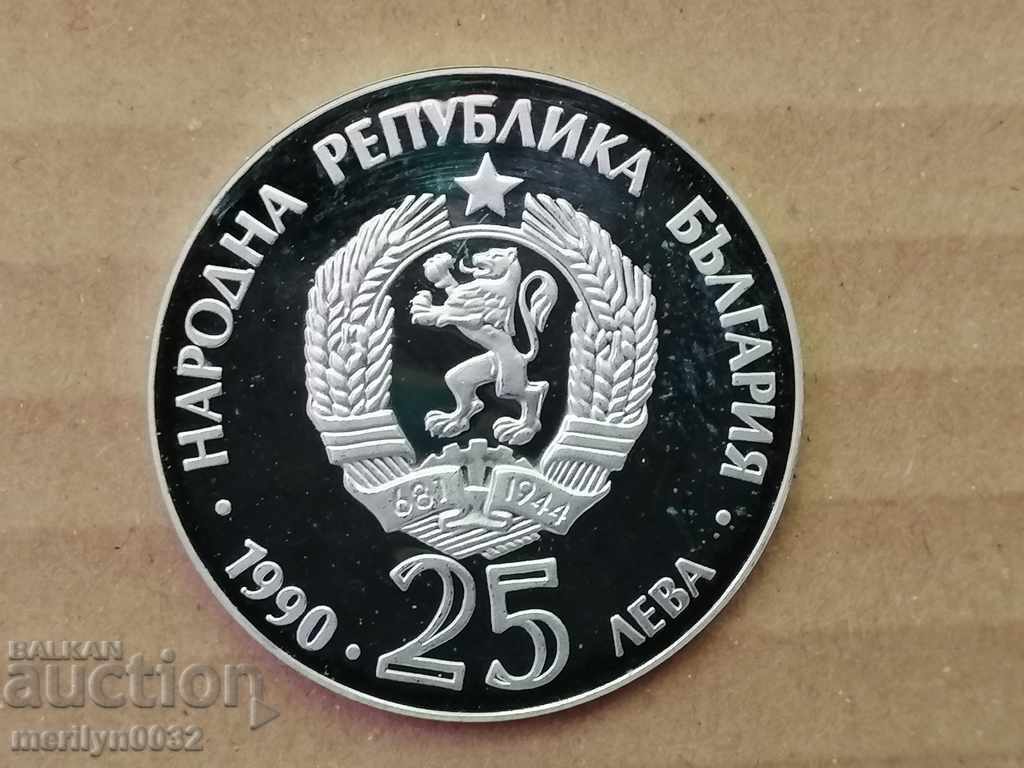 НАРОДНА РЕПУБЛИКА БЪЛГАРИЯ
681 1944
· 1990 · 25 ЛЕВА ·
BALKAN
auction
merilyn0032